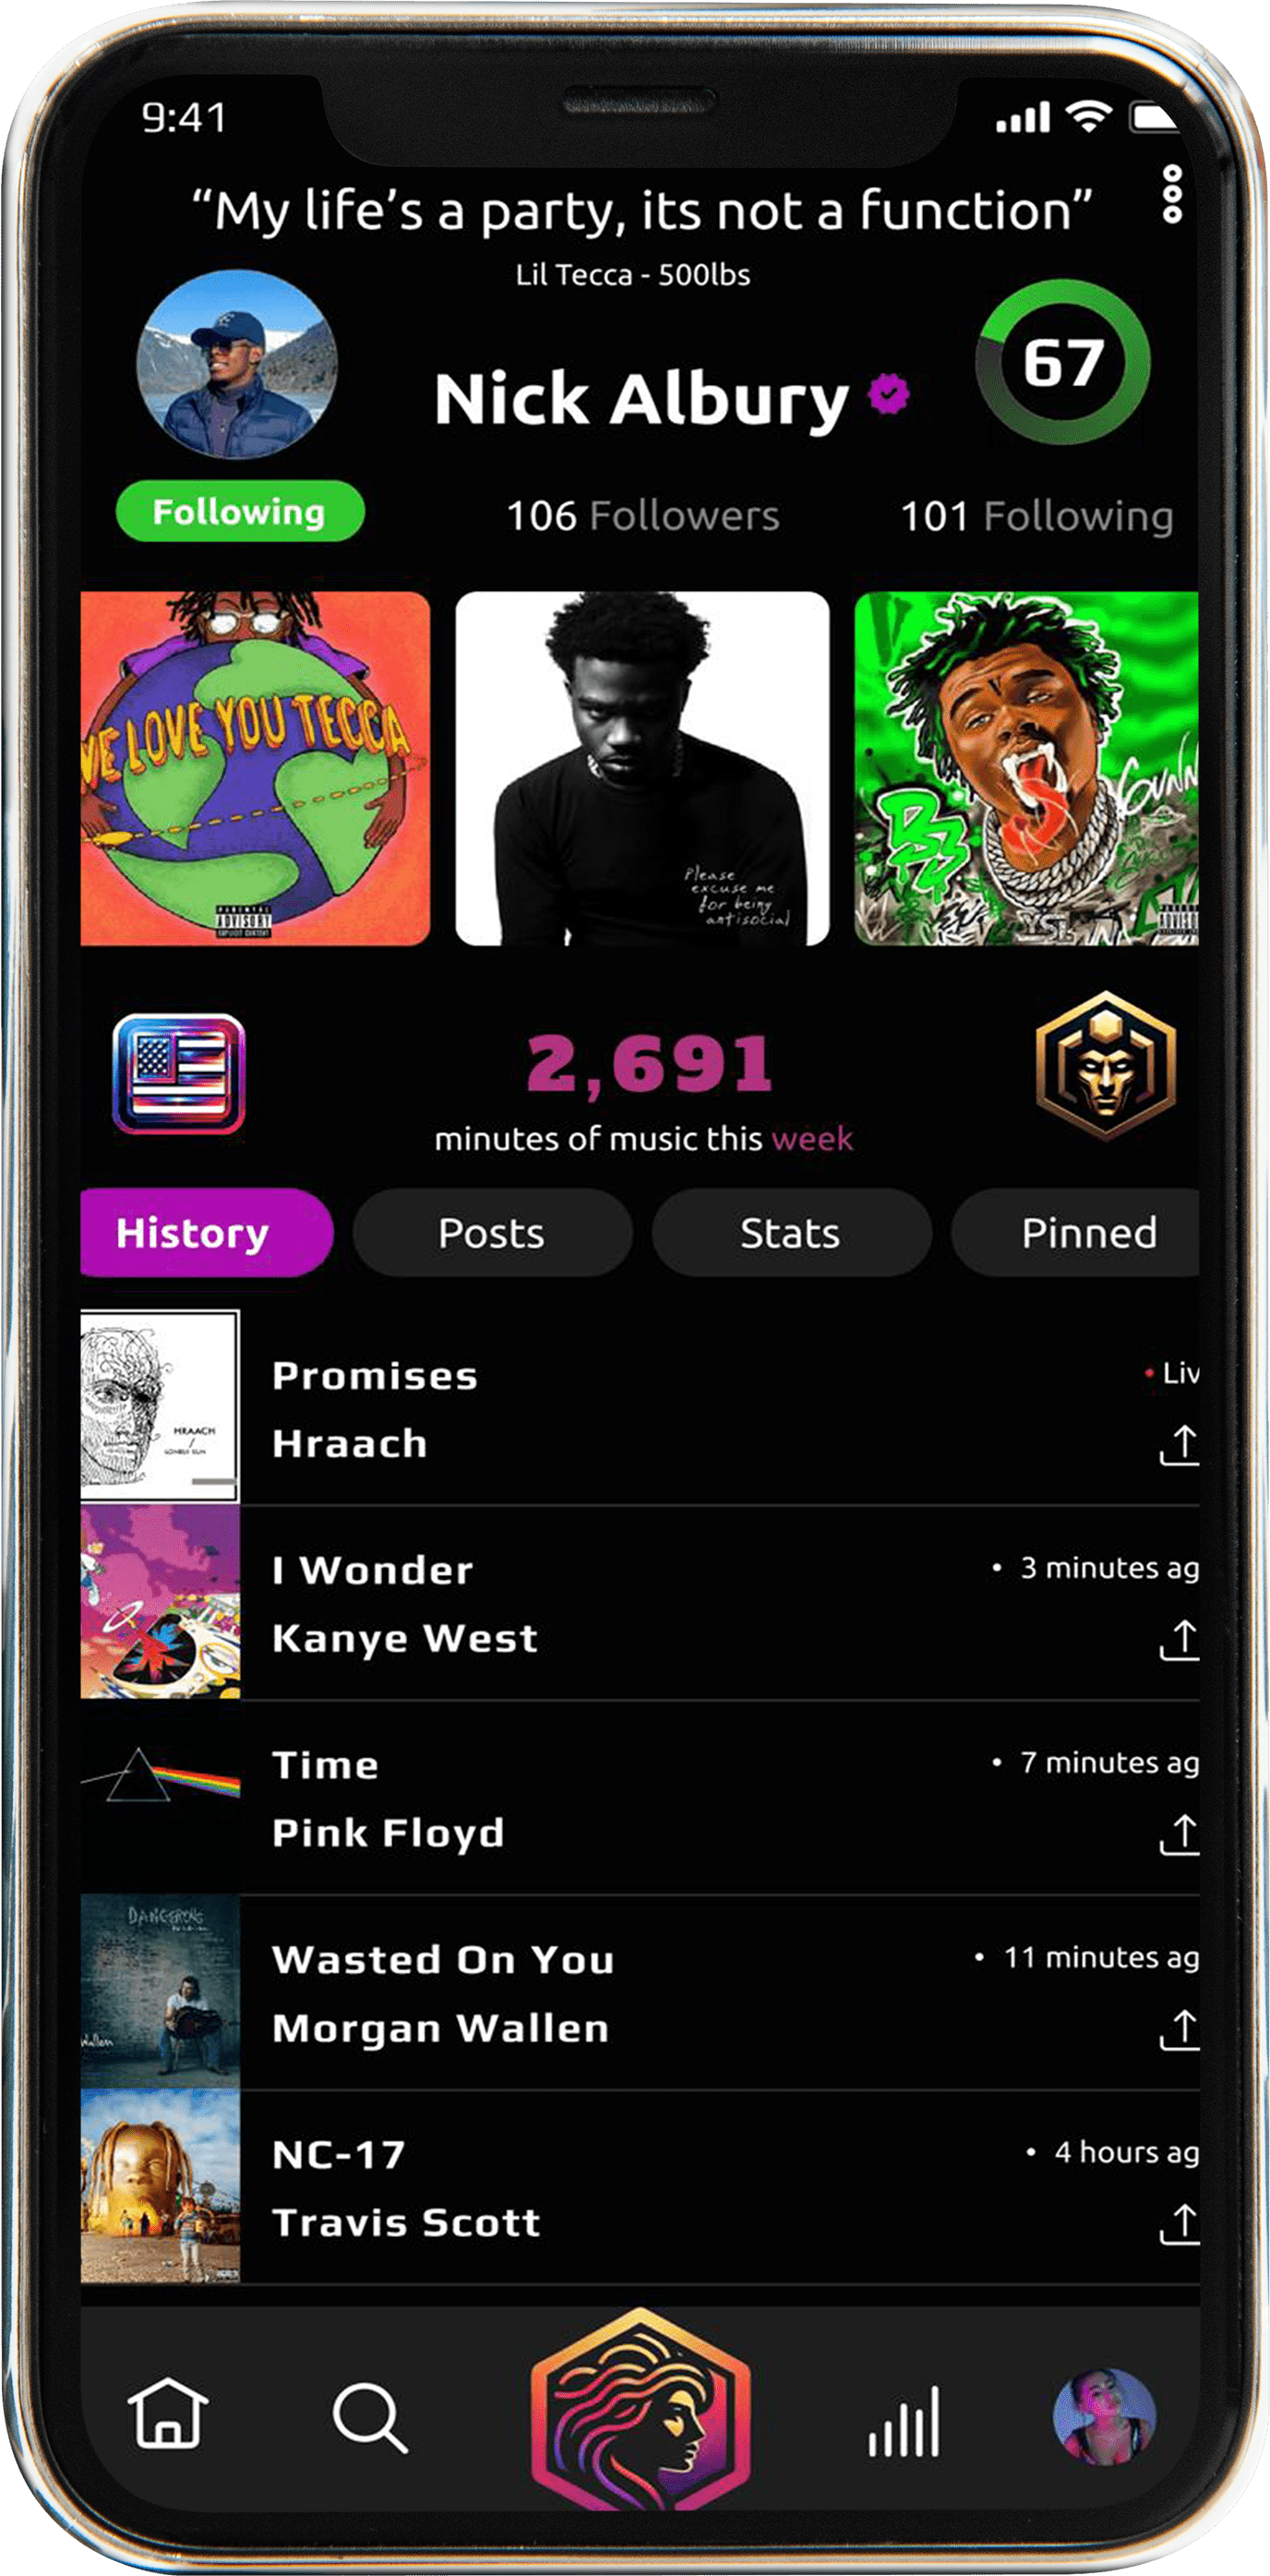 9:41
“My life’s a party, its not a function”
Lil Tecca - 500lbs
Nick Albury
67
Following
106 Followers
101 Following
WE LOVE YOU TECCA
PARENTAL
ADVISORY
EXPLICIT CONTENT
Please
excuse me
for being
antisocial
GUNN
YSL
2,691
minutes of music this week
History
Posts
Stats
Pinned
HRAACH
/
LONELY SUN
Promises
Liv
Hraach
I Wonder
3 minutes ag
Kanye West
Time
7 minutes ag
Pink Floyd
DANGEROUS
Wallen
Wasted On You
11 minutes ag
Morgan Wallen
NC-17
4 hours ag
Travis Scott